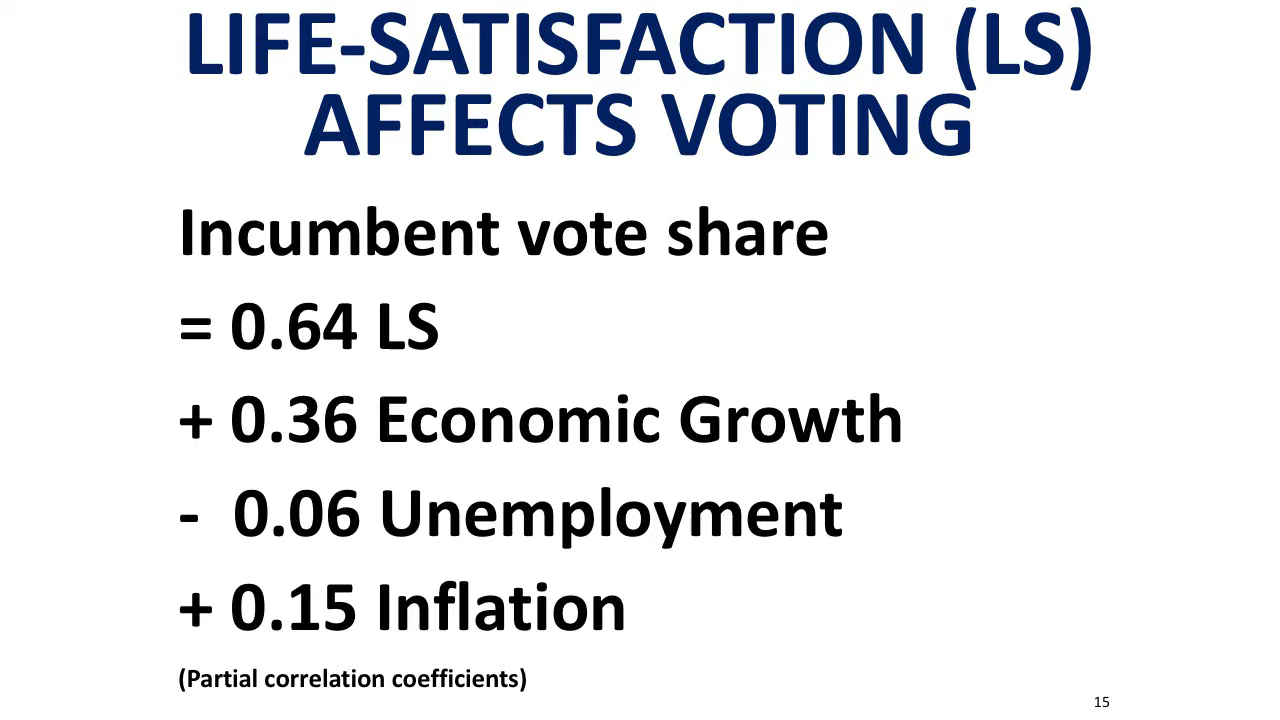 LIFE-SATISFACTION (LS)
AFFECTS VOTING
Incumbent vote share
= 0.64 LS
+ 0.36 Economic Growth
- 0.06 Unemployment
+ 0.15 Inflation
(Partial correlation coefficients)
15